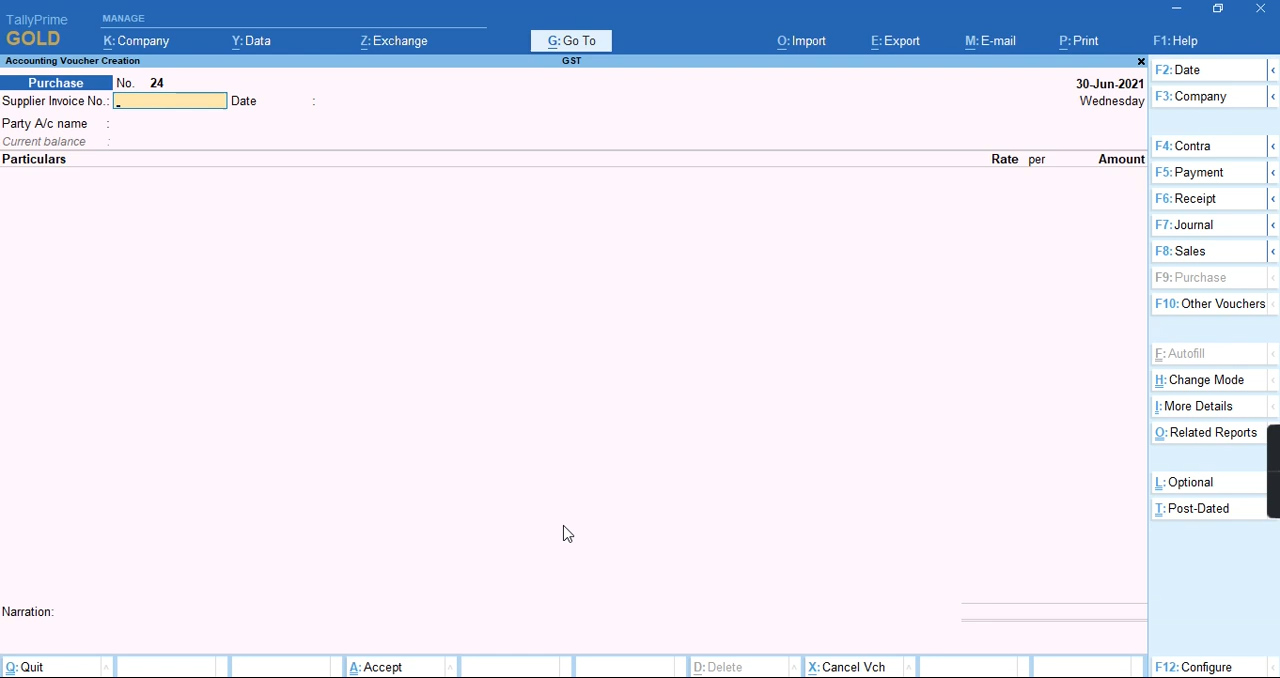 TallyPrime
GOLD
MANAGE
K: Company Y: Data Z: Exchange G: Go To O: Import E: Export M: E-mail P: Print F1: Help
Accounting Voucher Creation GST x
Purchase No. 24 30-Jun-2021
Supplier Invoice No.: Date : Wednesday
Party A/c name :
Current balance :
Particulars Rate per Amount
Narration:
F2: Date <
F3: Company <
F4: Contra <
F5: Payment <
F6: Receipt <
F7: Journal <
F8: Sales <
F9: Purchase <
F10: Other Vouchers <
F: Autofill <
H: Change Mode <
I: More Details <
O: Related Reports
L: Optional
T: Post-Dated
Q: Quit A: Accept D: Delete X: Cancel Vch F12: Configure <